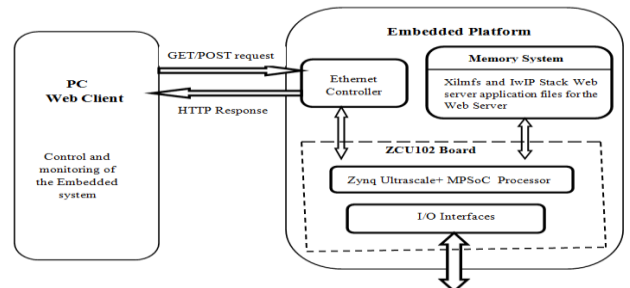 Embedded Platform
GET/POST request
HTTP Response
PC
Web Client
Control and
monitoring of
the Embedded
system
Ethernet
Controller
Memory System
Xilmfs and IwIP Stack Web
server application files for the
Web Server
ZCU102 Board
Zynq Ultrascale+ MPSoC Processor
I/O Interfaces